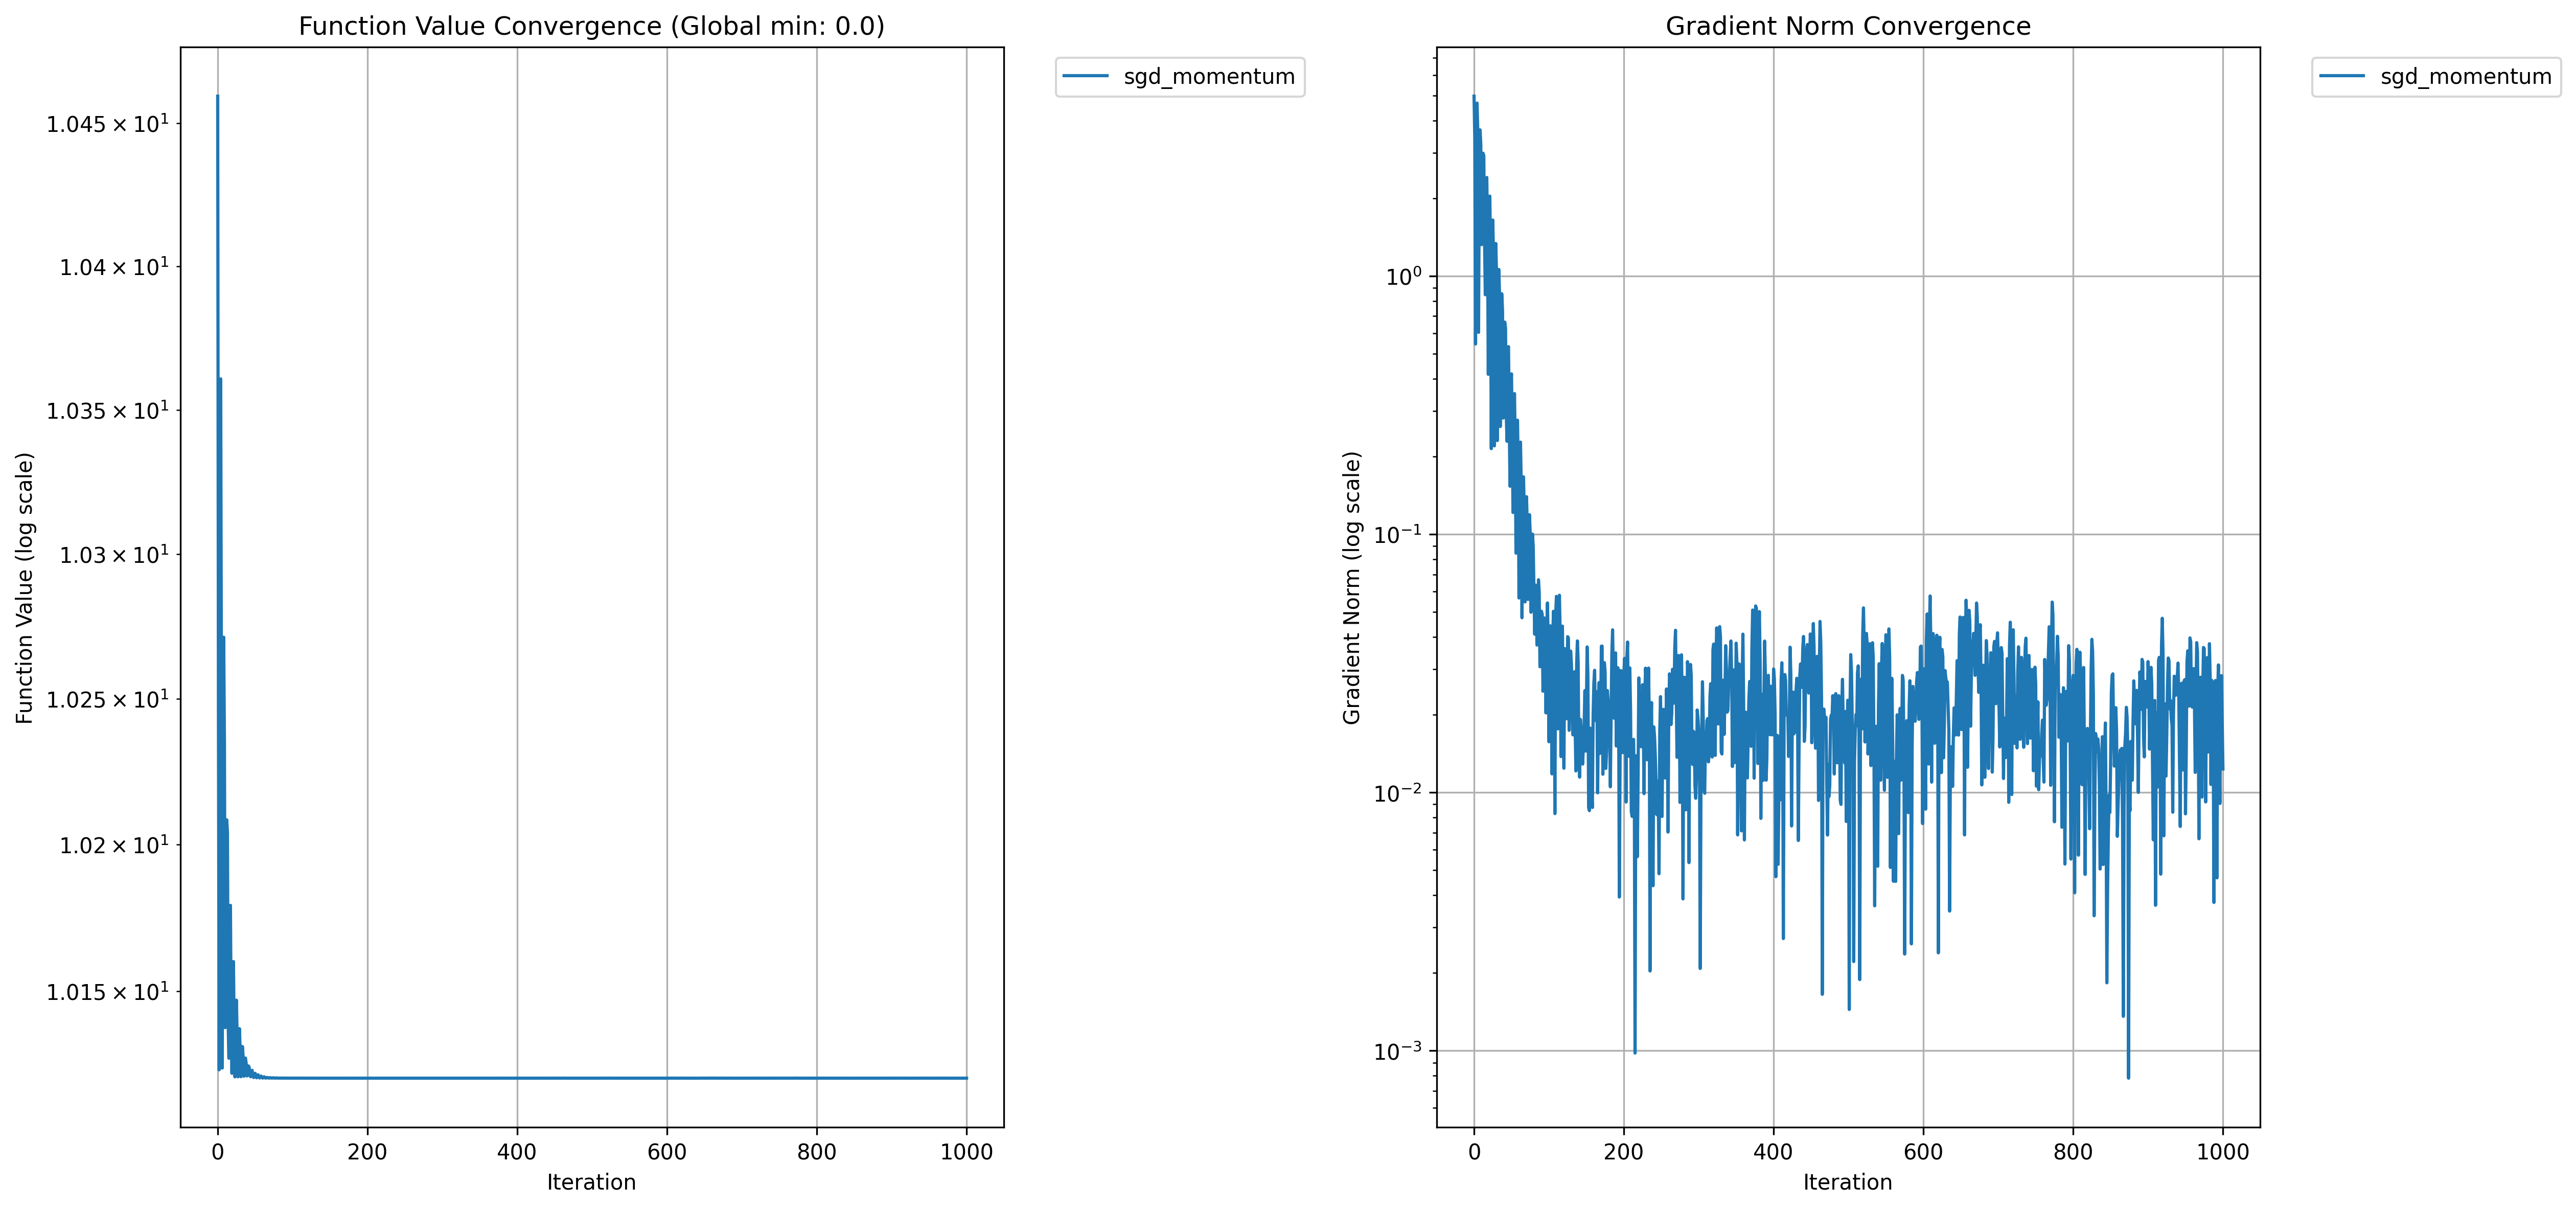 Function Value Convergence (Global min: 0.0)
sgd_momentum
1.045 × 10¹
1.04 × 10¹
1.035 × 10¹
1.03 × 10¹
1.025 × 10¹
1.02 × 10¹
1.015 × 10¹
Function Value (log scale)
0 200 400 600 800 1000
Iteration
Gradient Norm Convergence
sgd_momentum
10⁰
10⁻¹
10⁻²
10⁻³
Gradient Norm (log scale)
0 200 400 600 800 1000
Iteration